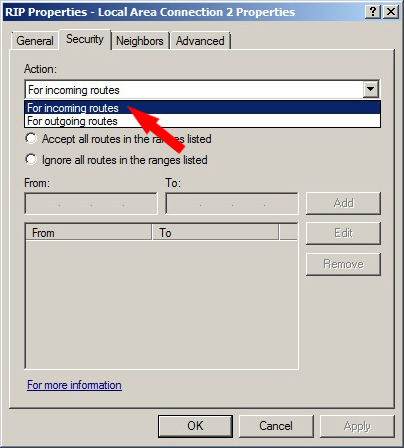 RIP Properties - Local Area Connection 2 Properties
General Security Neighbors Advanced
Action:
For incoming routes
For incoming routes
For outgoing routes
Accept all routes in the ranges listed
Ignore all routes in the ranges listed
From: To:
Add
From To
Edit
Remove
For more information
OK Cancel Apply